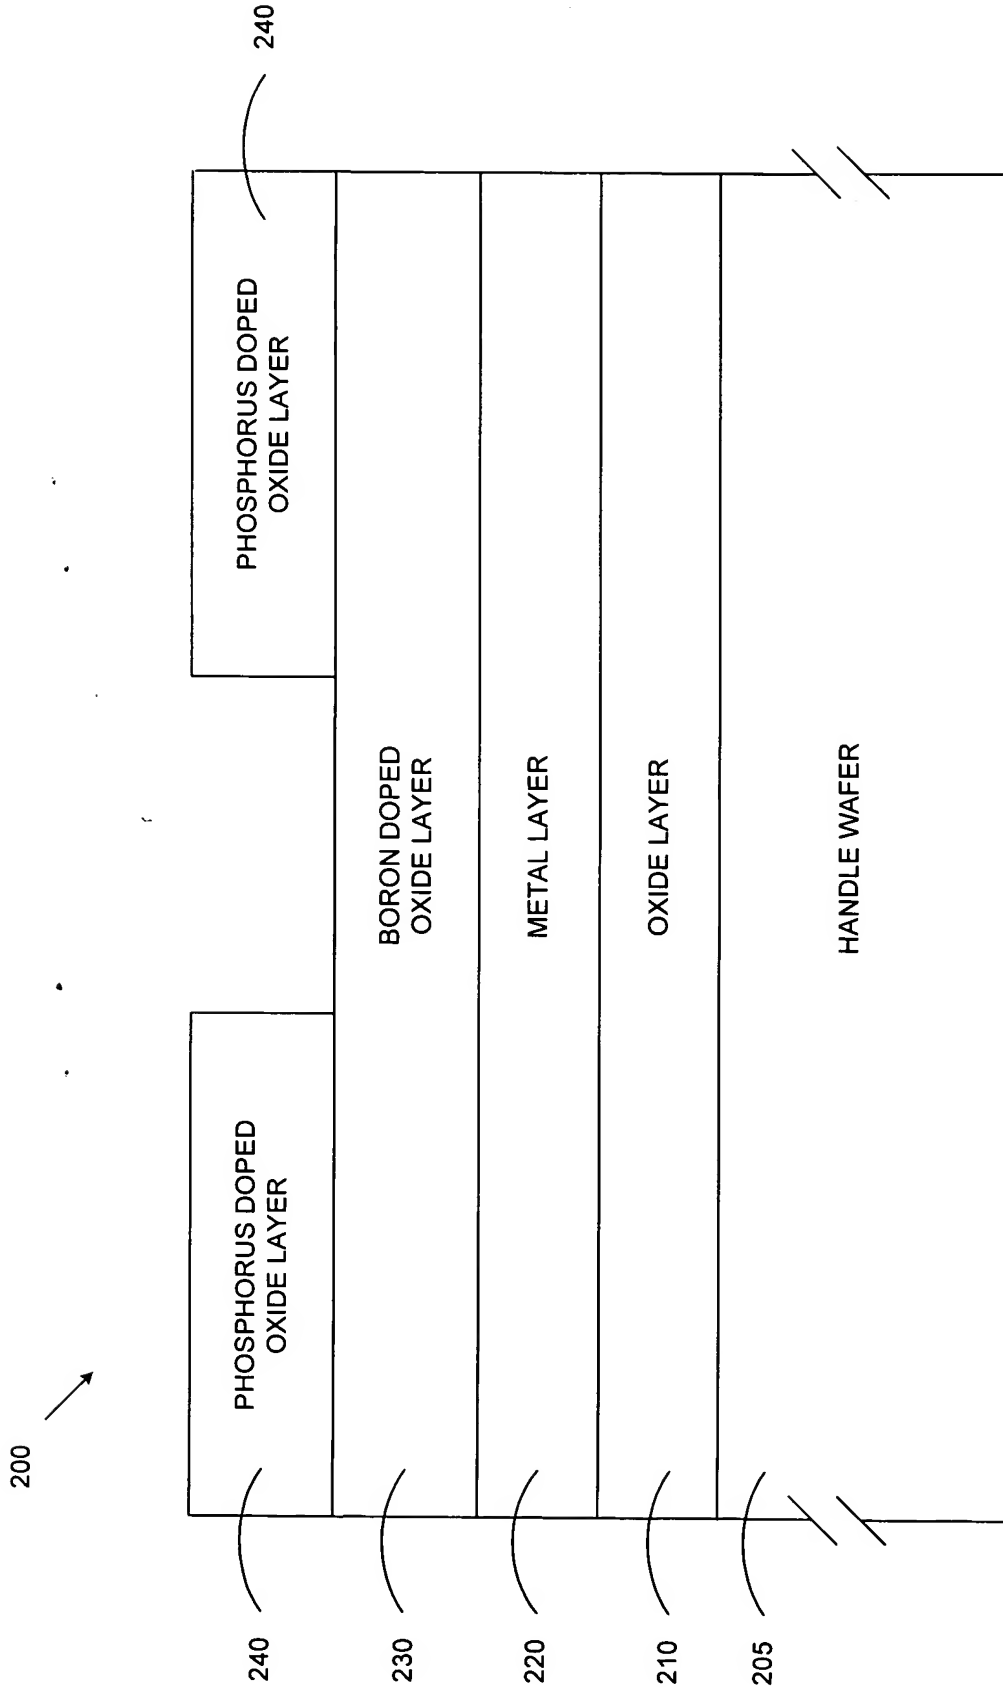 200
240
PHOSPHORUS DOPED
OXIDE LAYER
PHOSPHORUS DOPED
OXIDE LAYER
240
230
BORON DOPED
OXIDE LAYER
220
METAL LAYER
210
OXIDE LAYER
205
HANDLE WAFER